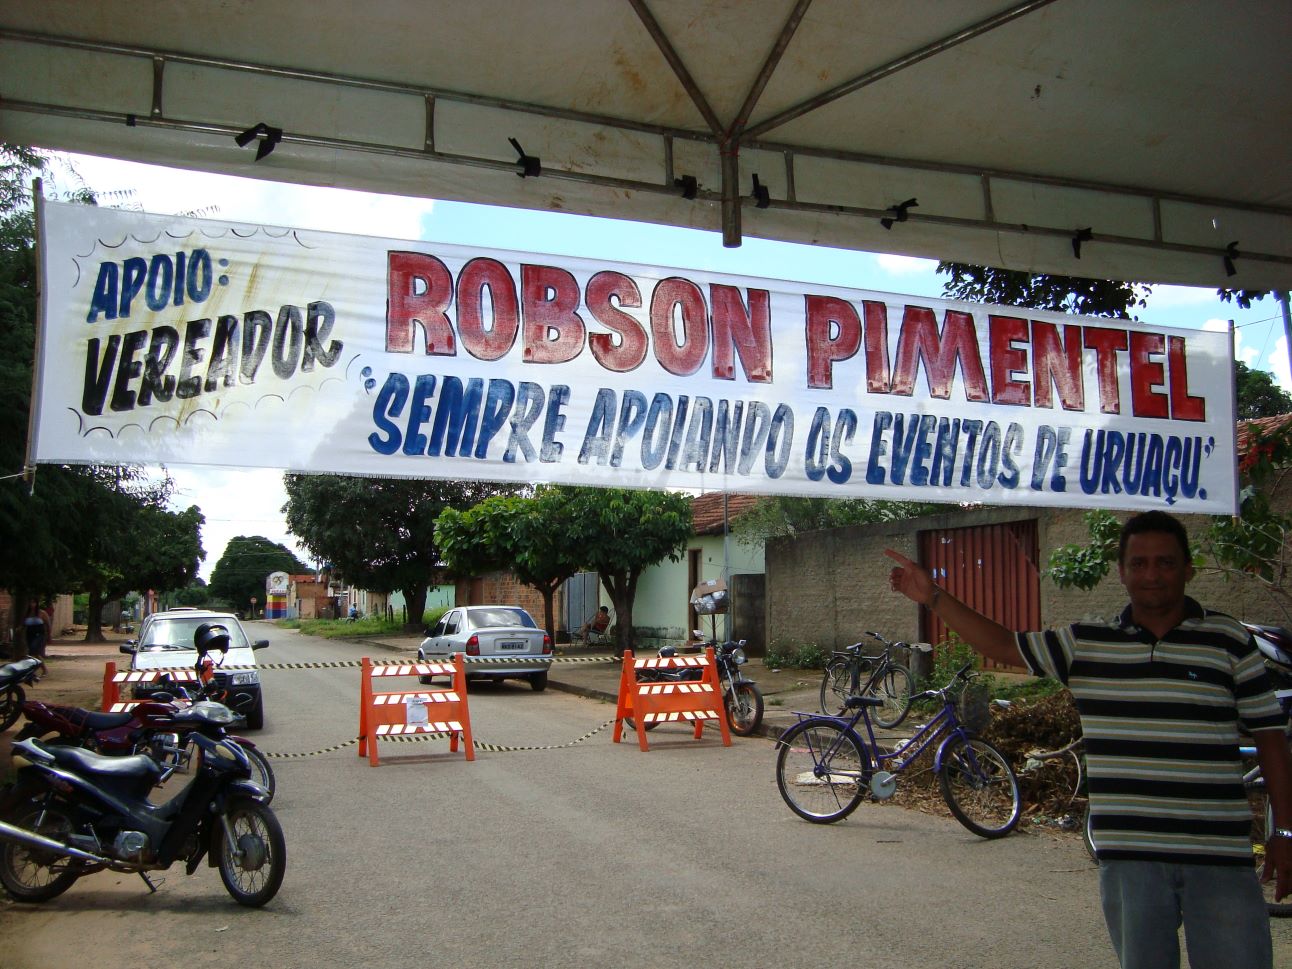 APOIO:
VEREADOR
ROBSON PIMENTEL
“SEMPRE APOIANDO OS EVENTOS DE URUAÇU.”